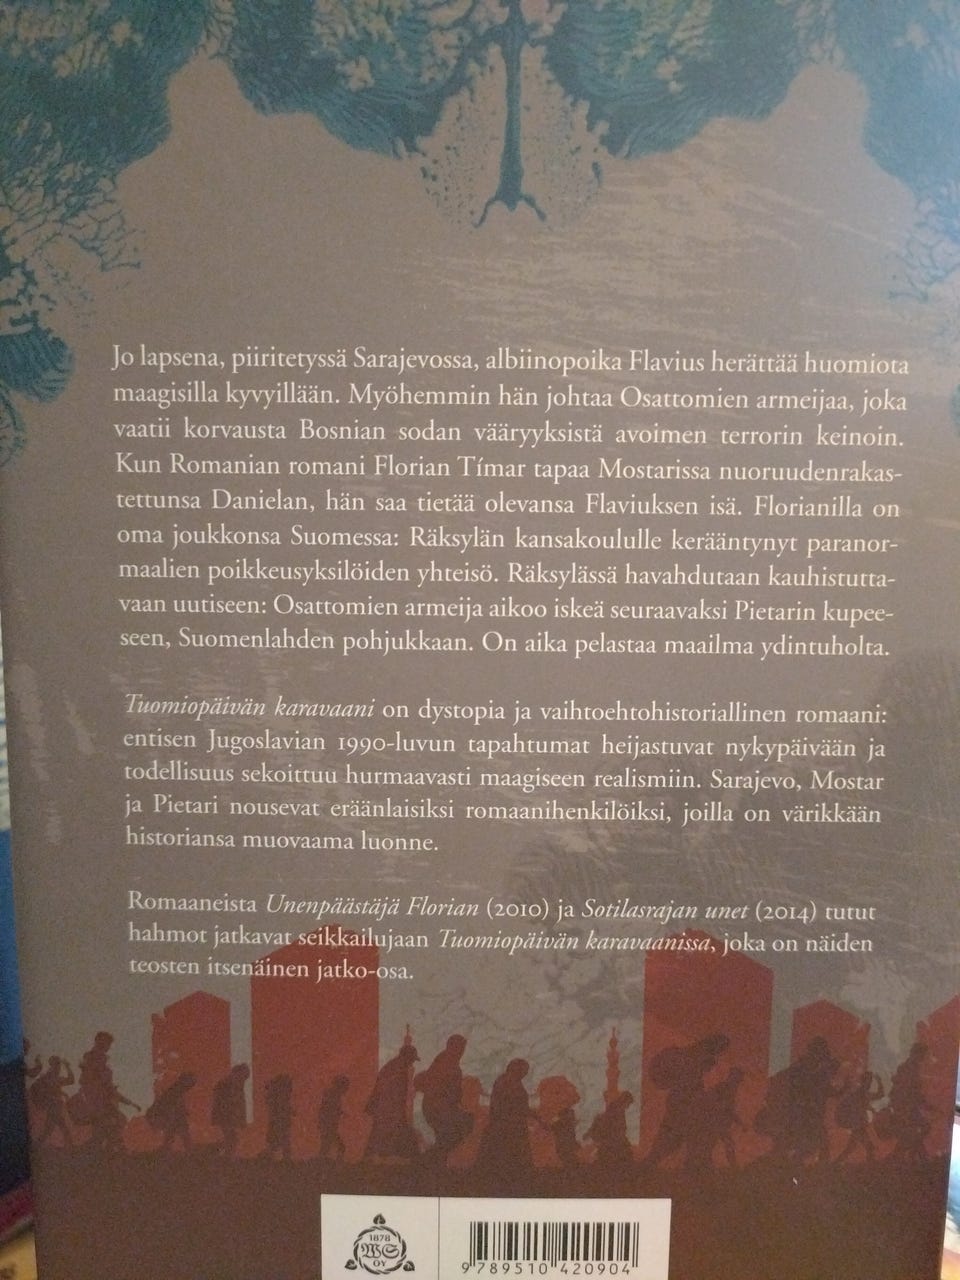 Jo lapsena, piiritetyssä Sarajevossa, albiinopoika Flavius herättää huomiota
maagisilla kyvyillään. Myöhemmin hän johtaa Osattomien armeijaa, joka
vaatii korvausta Bosnian sodan vääryyksistä avoimen terrorin keinoin.
Kun Romanian romani Florian Tímar tapaa Mostarissa nuoruudenrakas-
tettunsa Danielan, hän saa tietää olevansa Flaviuksen isä. Florianilla on
oma joukkonsa Suomessa: Räksylän kansakoululle kerääntynyt paranor-
maalien poikkeusyksilöiden yhteisö. Räksylässä havahdutaan kauhistutta-
vaan uutiseen: Osattomien armeija aikoo iskeä seuraavaksi Pietarin kupee-
seen, Suomenlahden pohjukkaan. On aika pelastaa maailma ydintuholta.
Tuomiopäivän karavaani on dystopia ja vaihtoehtohistoriallinen romaani:
entisen Jugoslavian 1990-luvun tapahtumat heijastuvat nykypäivään ja
todellisuus sekoittuu hurmaavasti maagiseen realismiin. Sarajevo, Mostar
ja Pietari nousevat eräänlaisiksi romaanihenkilöiksi, joilla on värikkään
historiansa muovaama luonne.
Romaaneista Unenpäästäjä Florian (2010) ja Sotilasrajan unet (2014) tutut
hahmot jatkavat seikkailujaan Tuomiopäivän karavaanissa, joka on näiden
teosten itsenäinen jatko-osa.
1878
WS
OY
9 789510 420904